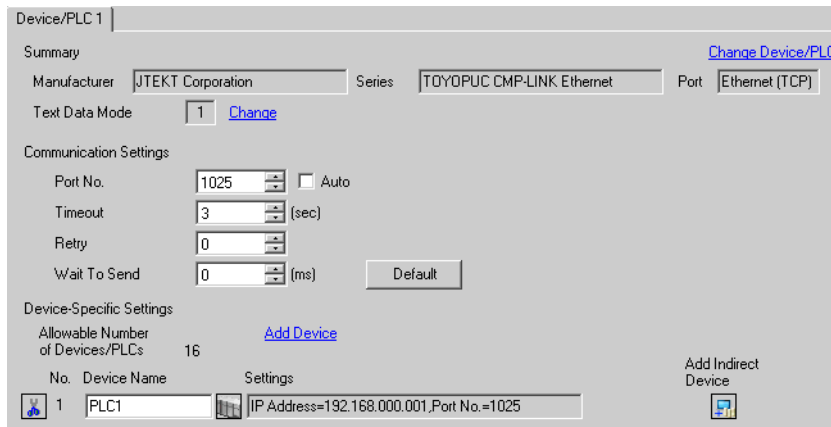 Device/PLC 1
Summary
Change Device/PLC
Manufacturer JTEKT Corporation Series TOYOPUC CMP-LINK Ethernet Port Ethernet (TCP)
Text Data Mode 1 Change
Communication Settings
Port No. 1025 Auto
Timeout 3 (sec)
Retry 0
Wait To Send 0 (ms) Default
Device-Specific Settings
Allowable Number
of Devices/PLCs 16
Add Device
Add Indirect
Device
No. Device Name Settings
1 PLC1 IP Address=192.168.000.001,Port No.=1025